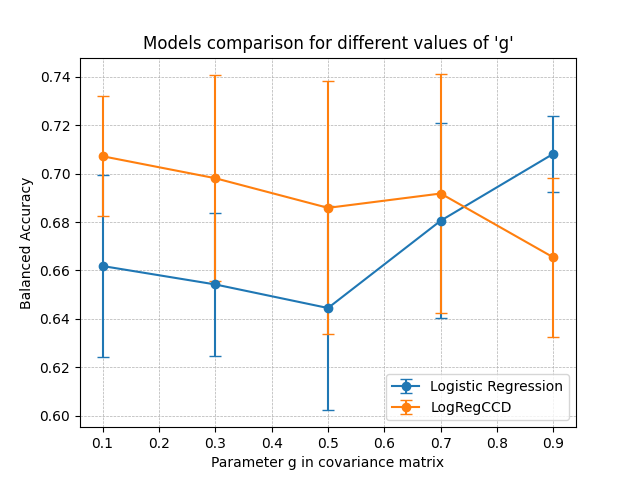 Models comparison for different values of 'g'
Balanced Accuracy
0.74
0.72
0.70
0.68
0.66
0.64
0.62
0.60
Logistic Regression
LogRegCCD
0.1 0.2 0.3 0.4 0.5 0.6 0.7 0.8 0.9
Parameter g in covariance matrix